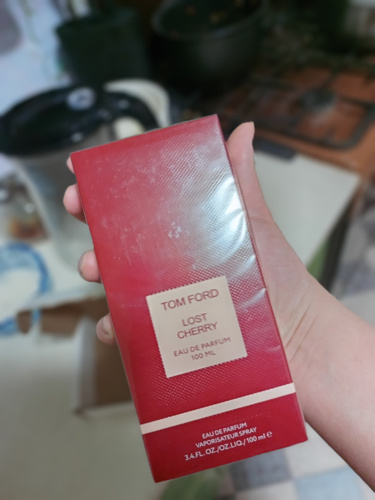 TOM FORD
LOST
CHERRY
EAU DE PARFUM
100 ML
EAU DE PARFUM
VAPORISATEUR SPRAY
3.4.FL. OZ./OZ.LIQ./ 100 ml e